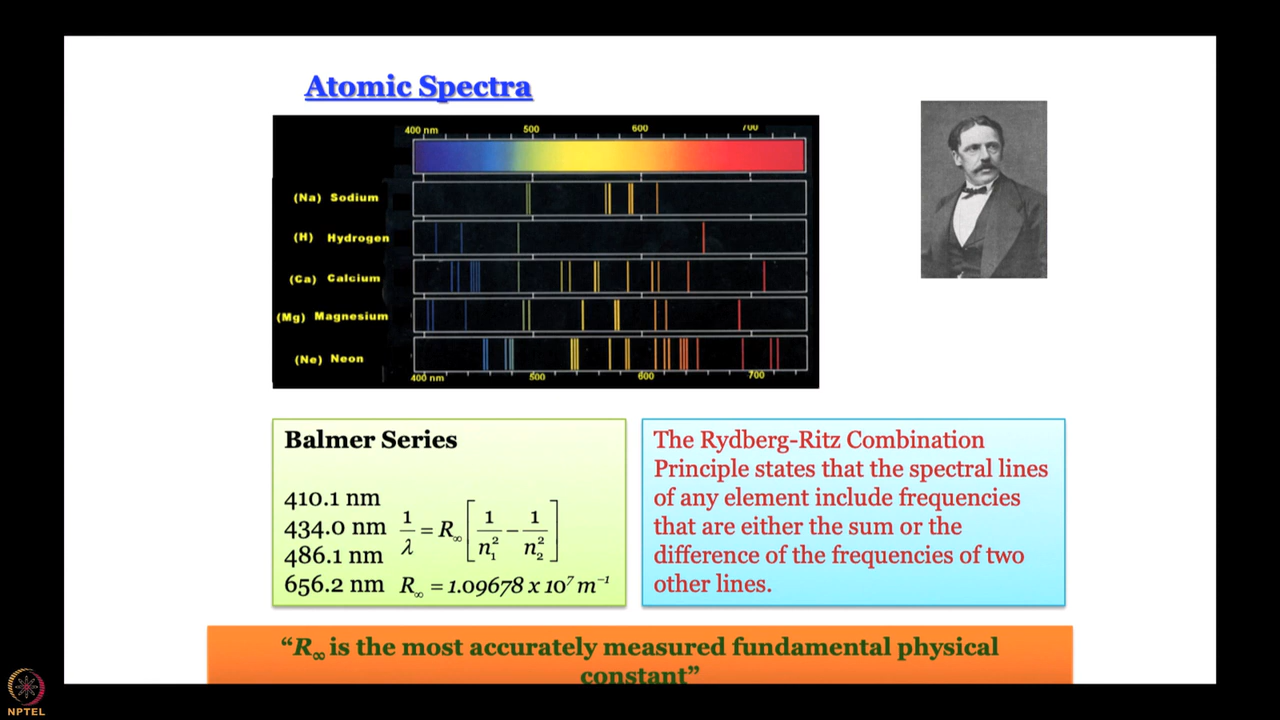 Atomic Spectra
400 nm 500 600 700
(Na) Sodium
(H) Hydrogen
(Ca) Calcium
(Mg) Magnesium
(Ne) Neon
400 nm 500 600 700
Balmer Series
410.1 nm
434.0 nm
486.1 nm
656.2 nm
1/λ = R∞ [1/n₁² − 1/n₂²]
R∞ = 1.09678 x 10⁷ m⁻¹
The Rydberg-Ritz Combination
Principle states that the spectral lines
of any element include frequencies
that are either the sum or the
difference of the frequencies of two
other lines.
“R∞ is the most accurately measured fundamental physical
constant”
NPTEL